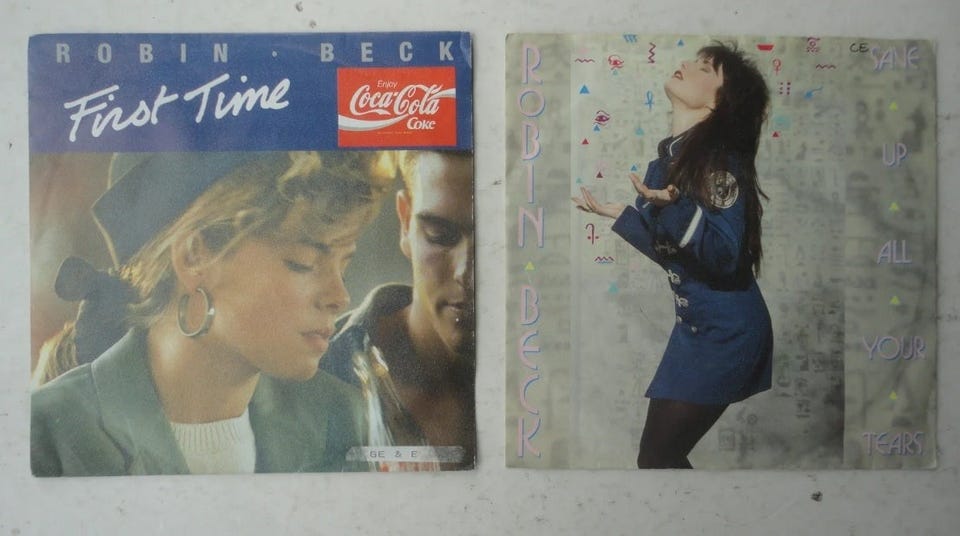 ROBIN · BECK
First Time
Enjoy
Coca-Cola
Coke
GE & E
ROBIN BECK
CE
SAVE
UP
ALL
YOUR
TEARS